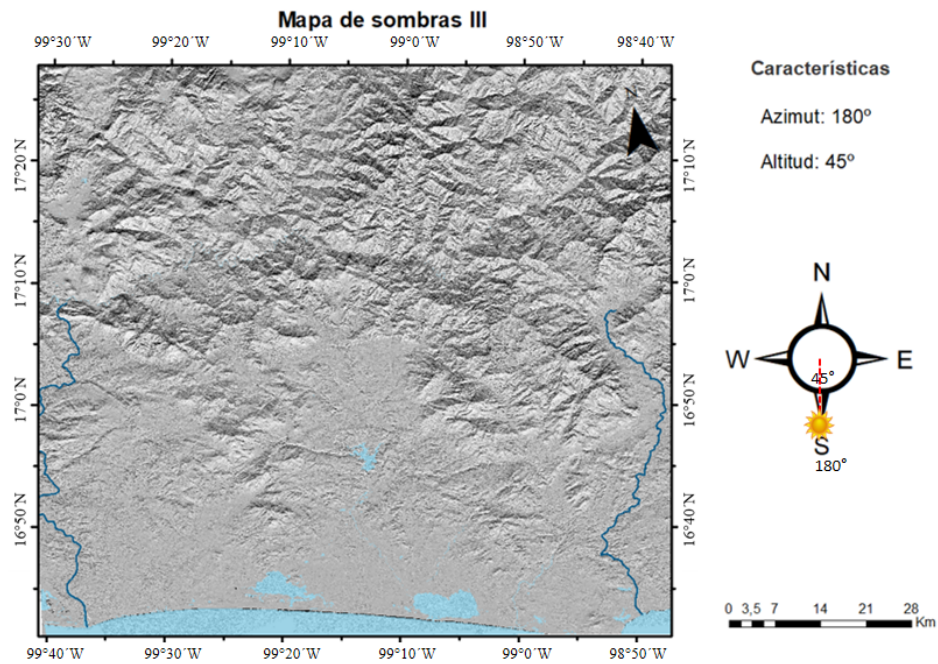 Mapa de sombras III
99°30´W 99°20´W 99°10´W 99°0´W 98°50´W 98°40´W
Características
Azimut: 180º
Altitud: 45º
N
17°20´N
17°10´N
17°10´N
17°0´N
17°0´N
16°50´N
16°50´N
16°40´N
N
W E
45°
S
180°
0 3,5 7 14 21 28
Km
99°40´W 99°30´W 99°20´W 99°10´W 99°0´W 98°50´W